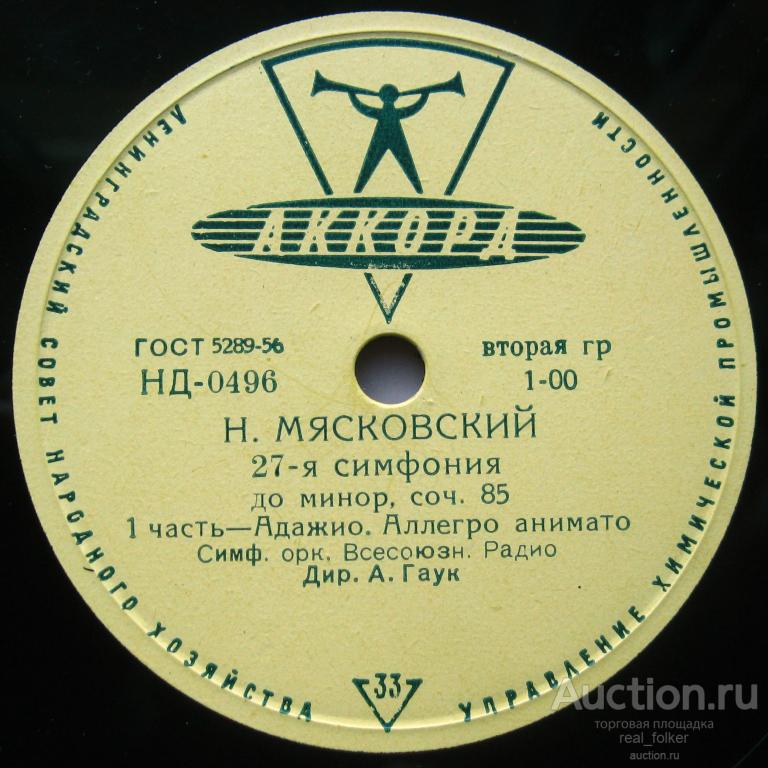 ЛЕНИНГРАДСКИЙ СОВЕТ НАРОДНОГО ХОЗЯЙСТВА
УПРАВЛЕНИЕ ХИМИЧЕСКОЙ ПРОМЫШЛЕННОСТИ
АККОРД
ГОСТ 5289-56 вторая гр
НД-0496 1-00
Н. МЯСКОВСКИЙ
27-я симфония
до минор, соч. 85
1 часть—Адажио. Аллегро анимато
Симф. орк. Всесоюзн. Радио
Дир. А. Гаук
33
Auction.ru
торговая площадка
real_folker
auction.ru